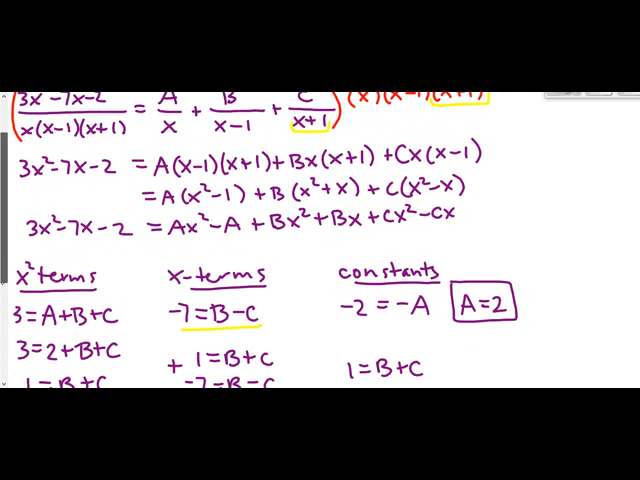 3x²-7x-2 / x(x-1)(x+1) = A/x + B/(x-1) + C/(x+1) (x)(x-1)(x+1)
3x²-7x-2 = A(x-1)(x+1)+Bx(x+1)+Cx(x-1)
= A(x²-1)+B(x²+x)+C(x²-x)
3x²-7x-2 = Ax²-A+Bx²+Bx+Cx²-Cx
x² terms
3=A+B+C
3=2+B+C
1=B+C
x-terms
-7=B-C
+ 1=B+C
-7=B-C
constants
-2=-A A=2
1=B+C